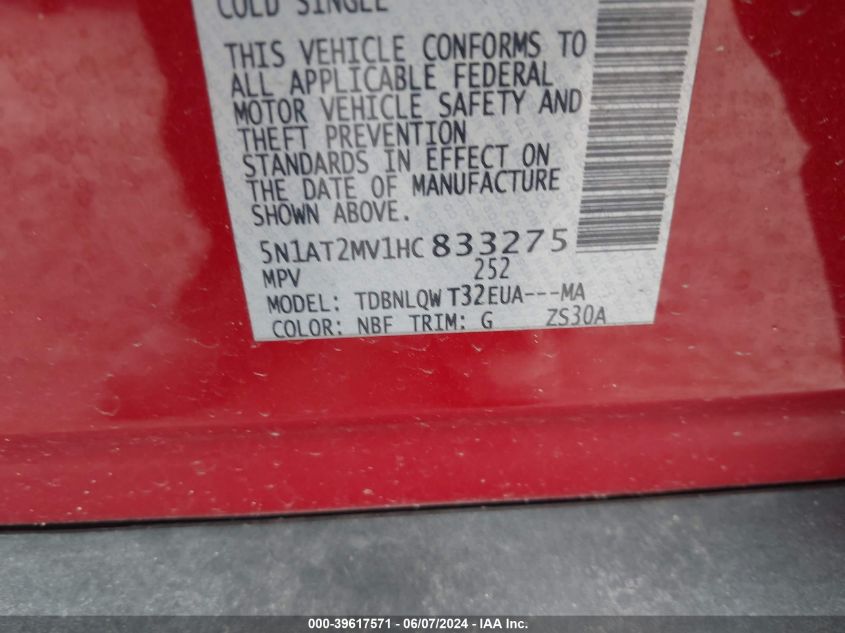 COLD SINGLE
THIS VEHICLE CONFORMS TO
ALL APPLICABLE FEDERAL
MOTOR VEHICLE SAFETY AND
THEFT PREVENTION
STANDARDS IN EFFECT ON
THE DATE OF MANUFACTURE
SHOWN ABOVE.
5N1AT2MV1HC 833275
MPV 252
MODEL: TDBNLQW T32EUA---MA
COLOR: NBF TRIM: G ZS30A
000-39617571 - 06/07/2024 - IAA Inc.